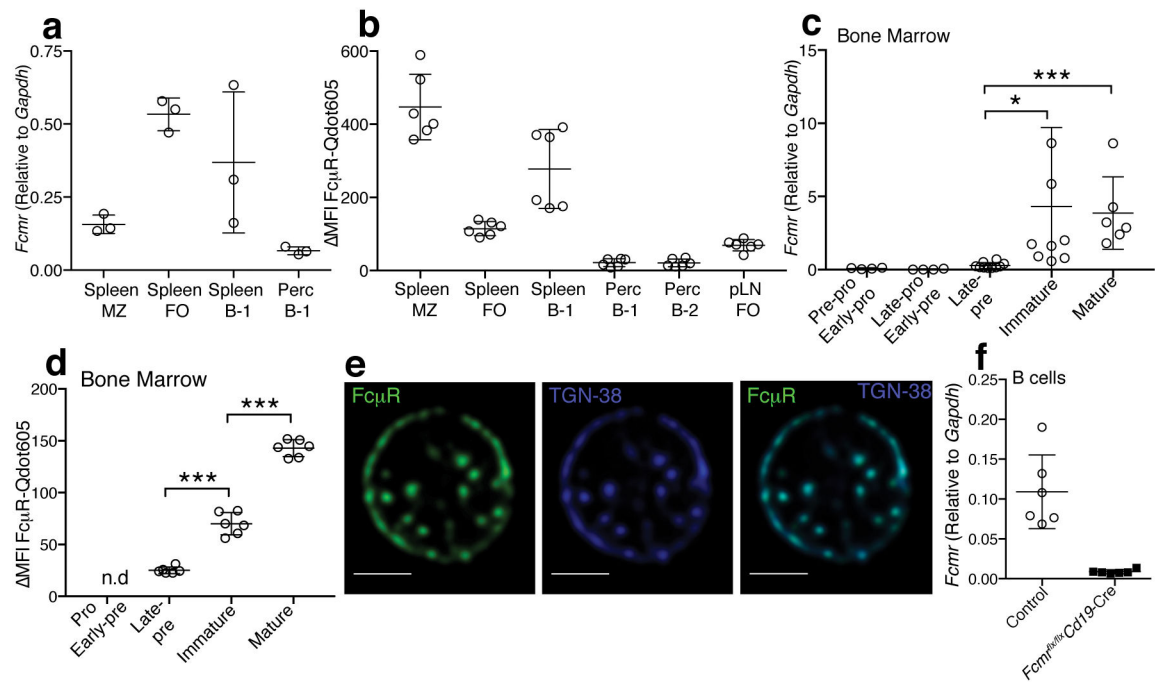 a
Fcmr (Relative to Gapdh)
0.75
0.50
0.25
0.00
Spleen MZ
Spleen FO
Spleen B-1
Perc B-1
b
ΔMFI FcμR-Qdot605
600
400
200
0
Spleen MZ
Spleen FO
Spleen B-1
Perc B-1
Perc B-2
pLN FO
c
Bone Marrow
Fcmr (Relative to Gapdh)
15
10
5
0
***
*
Pre-pro
Early-pro
Late-pro
Early-pre
Late-
pre
Immature
Mature
d
Bone Marrow
ΔMFI FcμR-Qdot605
200
150
100
50
0
***
***
n.d
Pro
Early-pre
Late-
pre
Immature
Mature
e
FcμR
TGN-38
FcμR TGN-38
f
B cells
Fcmr (Relative to Gapdh)
0.25
0.20
0.15
0.10
0.05
0.00
Control
Fcmrflx/flxCd19-Cre